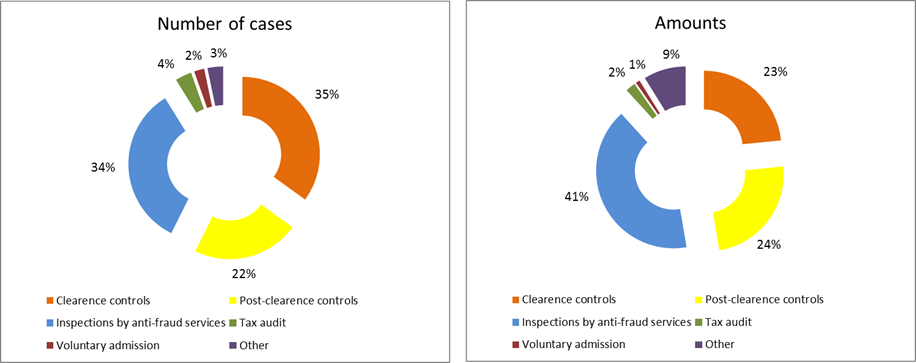 Number of cases
4%
2%
3%
35%
34%
22%
Clearence controls
Post-clearence controls
Inspections by anti-fraud services
Tax audit
Voluntary admission
Other
Amounts
2%
1%
9%
23%
41%
24%
Clearence controls
Post-clearence controls
Inspections by anti-fraud services
Tax audit
Voluntary admission
Other